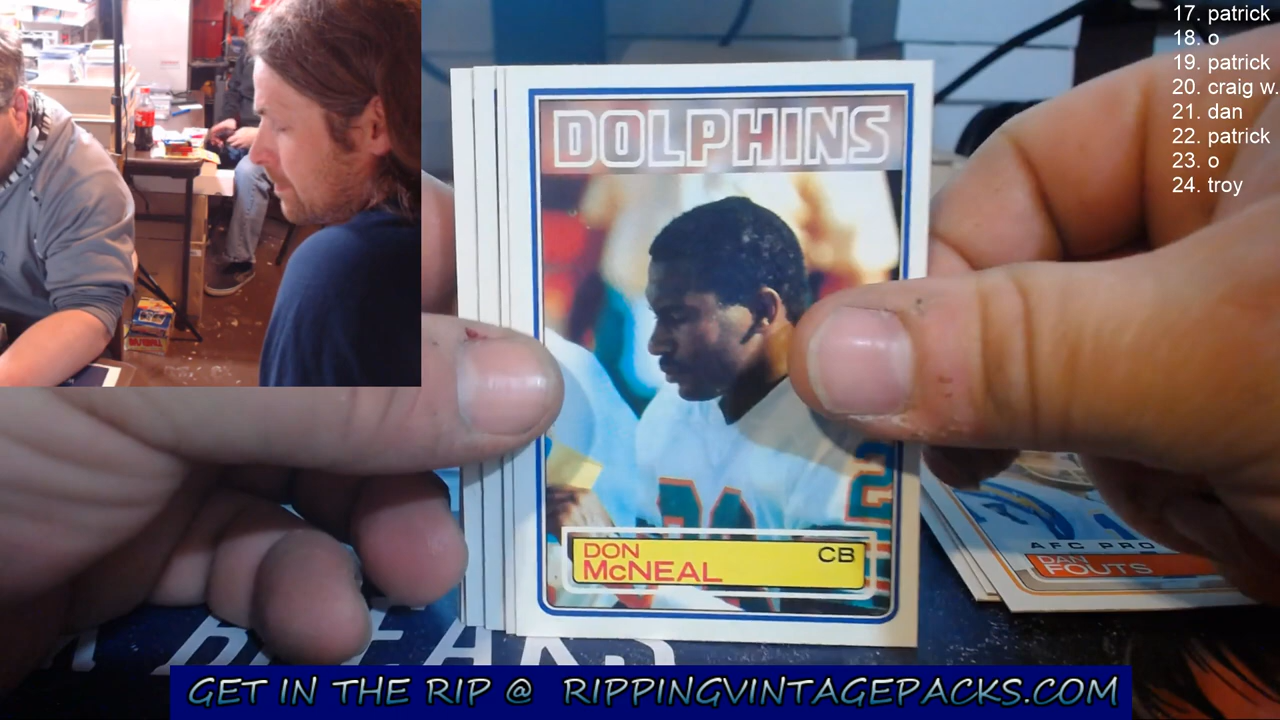 17. patrick
18. o
19. patrick
20. craig w.
21. dan
22. patrick
23. o
24. troy
DOLPHINS
DON
McNEAL
CB
AFC PRO
DAN
FOUTS
BREAKS
GET IN THE RIP @ RIPPINGVINTAGEPACKS.COM